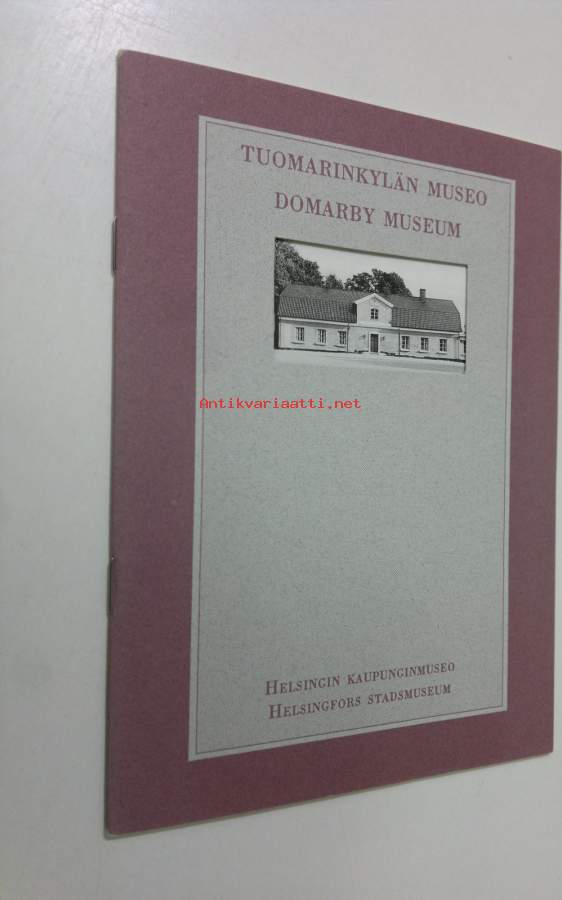 TUOMARINKYLÄN MUSEO
DOMARBY MUSEUM
Antikvariaatti.net
HELSINGIN KAUPUNGINMUSEO
HELSINGFORS STADSMUSEUM